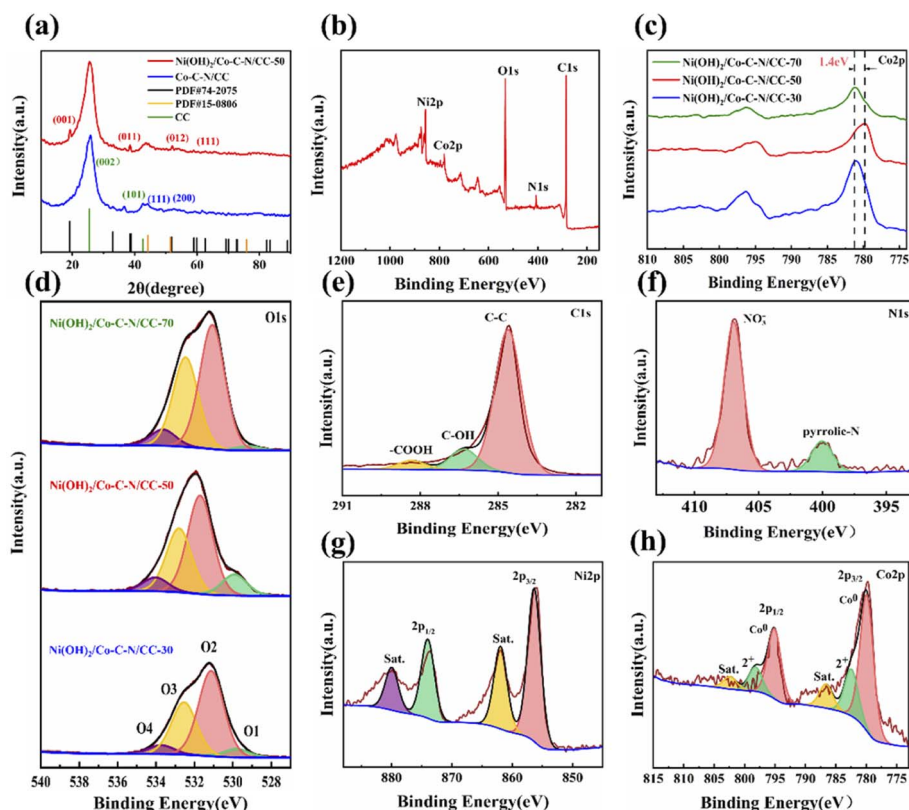 (a)
Intensity(a.u.)
Ni(OH)2/Co-C-N/CC-50
Co-C-N/CC
PDF#74-2075
PDF#15-0806
CC
(001)
(011)
(012)
(111)
(002)
(101)
(111)
(200)
20 40 60 80
2θ(degree)
(b)
Intensity(a.u.)
O1s
C1s
Ni2p
Co2p
N1s
1200 1000 800 600 400 200
Binding Energy(eV)
(c)
Intensity(a.u.)
Ni(OH)2/Co-C-N/CC-70
Ni(OH)2/Co-C-N/CC-50
Ni(OH)2/Co-C-N/CC-30
1.4eV
Co2p
810 805 800 795 790 785 780 775
Binding Energy(eV)
(d)
Intensity(a.u.)
Ni(OH)2/Co-C-N/CC-70
O1s
Ni(OH)2/Co-C-N/CC-50
Ni(OH)2/Co-C-N/CC-30
O2
O3
O4
O1
540 538 536 534 532 530 528
Binding Energy(eV)
(e)
Intensity(a.u.)
C1s
C-C
C-OH
-COOH
291 288 285 282
Binding Energy(eV)
(f)
Intensity(a.u.)
N1s
NO3-
pyrrolic-N
410 405 400 395
Binding Energy(eV)
(g)
Intensity(a.u.)
Ni2p
2p3/2
2p1/2
Sat.
Sat.
880 870 860 850
Binding Energy(eV)
(h)
Intensity(a.u.)
2p3/2 Co2p
Co0
2p1/2
Co0
2+
Sat.
2+
Sat.
815 810 805 800 795 790 785 780 775
Binding Energy(eV)